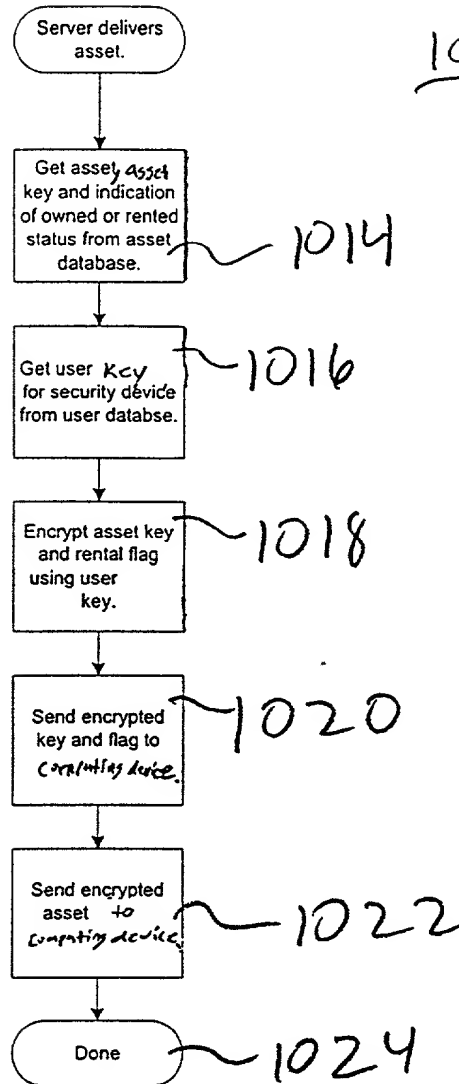 Server delivers
asset.
10
Get asset, asset
key and indication
of owned or rented
status from asset
database.
1014
Get user key
for security device
from user databse.
1016
Encrypt asset key
and rental flag
using user
key.
1018
Send encrypted
key and flag to
computing device.
1020
Send encrypted
asset to
computing device.
1022
Done
1024